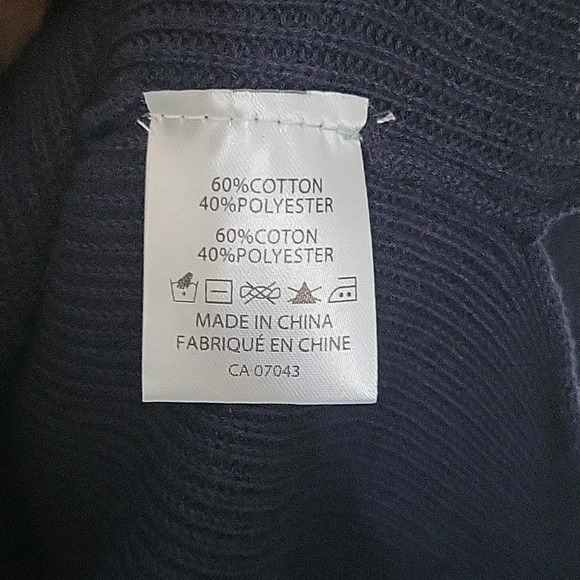 60%COTTON
40%POLYESTER
60%COTON
40%POLYESTER
MADE IN CHINA
FABRIQUÉ EN CHINE
CA 07043